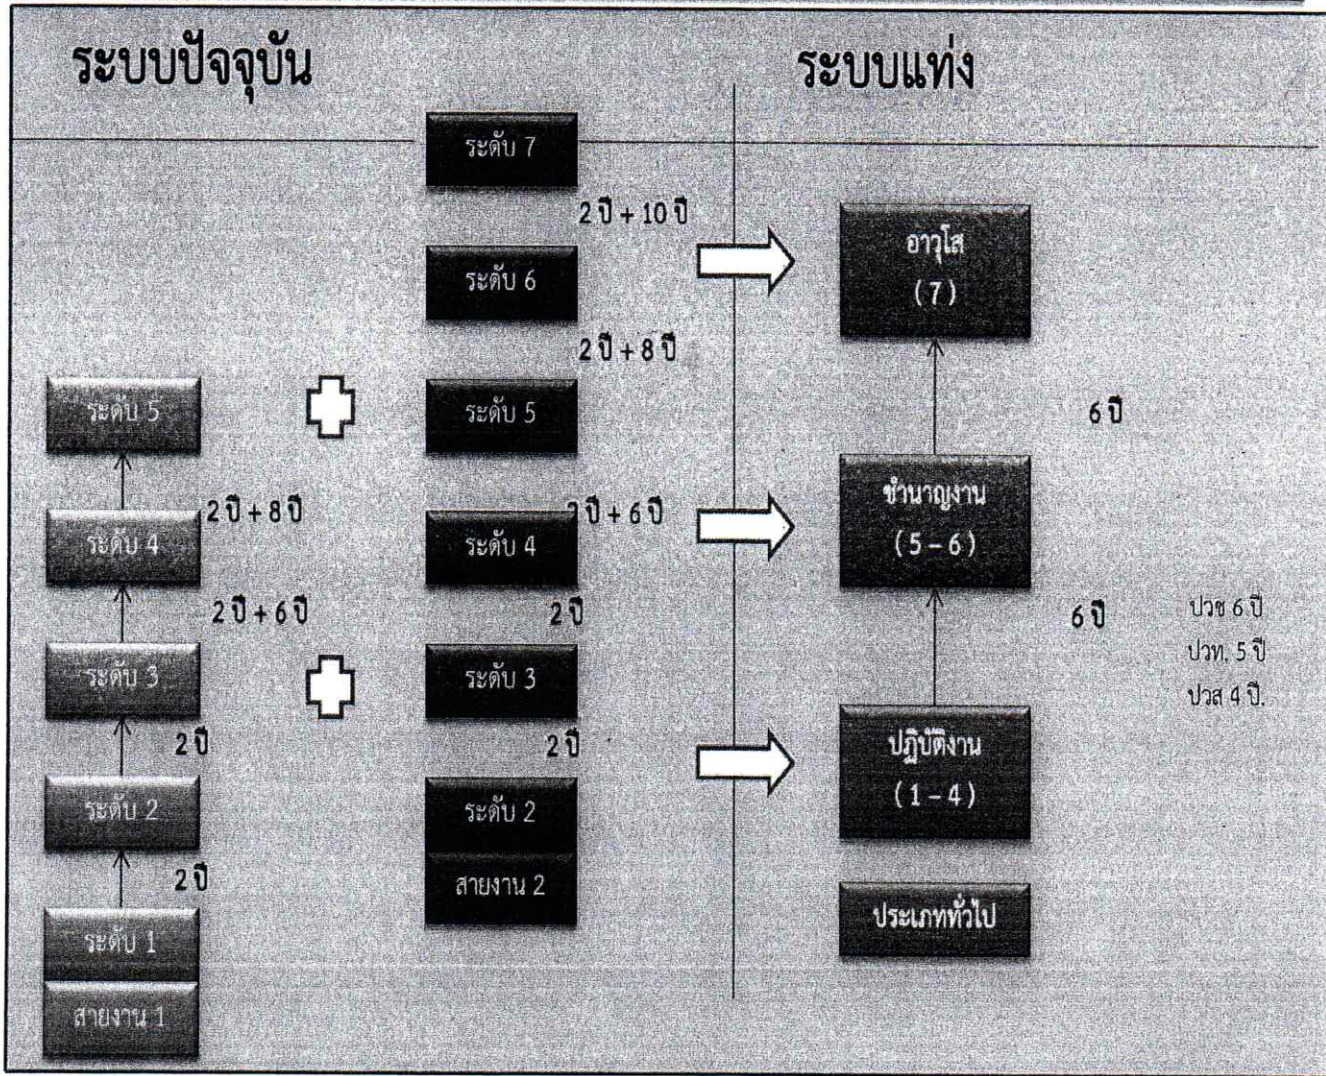 ระบบปัจจุบัน
ระดับ 5
2 ปี + 8 ปี
ระดับ 4
2 ปี + 6 ปี
ระดับ 3
2 ปี
ระดับ 2
2 ปี
ระดับ 1
สายงาน 1
ระดับ 7
2 ปี + 10 ปี
ระดับ 6
2 ปี + 8 ปี
ระดับ 5
ปี + 6 ปี
ระดับ 4
2 ปี
ระดับ 3
2 ปี
ระดับ 2
สายงาน 2
ระบบแท่ง
อาวุโส
(7)
6 ปี
ชำนาญงาน
(5 – 6)
6 ปี
ปวช 6 ปี
ปวท. 5 ปี
ปวส 4 ปี.
ปฏิบัติงาน
(1 – 4)
ประเภททั่วไป